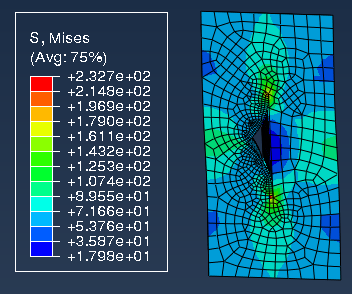 S, Mises
(Avg: 75%)
+2.327e+02
+2.148e+02
+1.969e+02
+1.790e+02
+1.611e+02
+1.432e+02
+1.253e+02
+1.074e+02
+8.955e+01
+7.166e+01
+5.376e+01
+3.587e+01
+1.798e+01